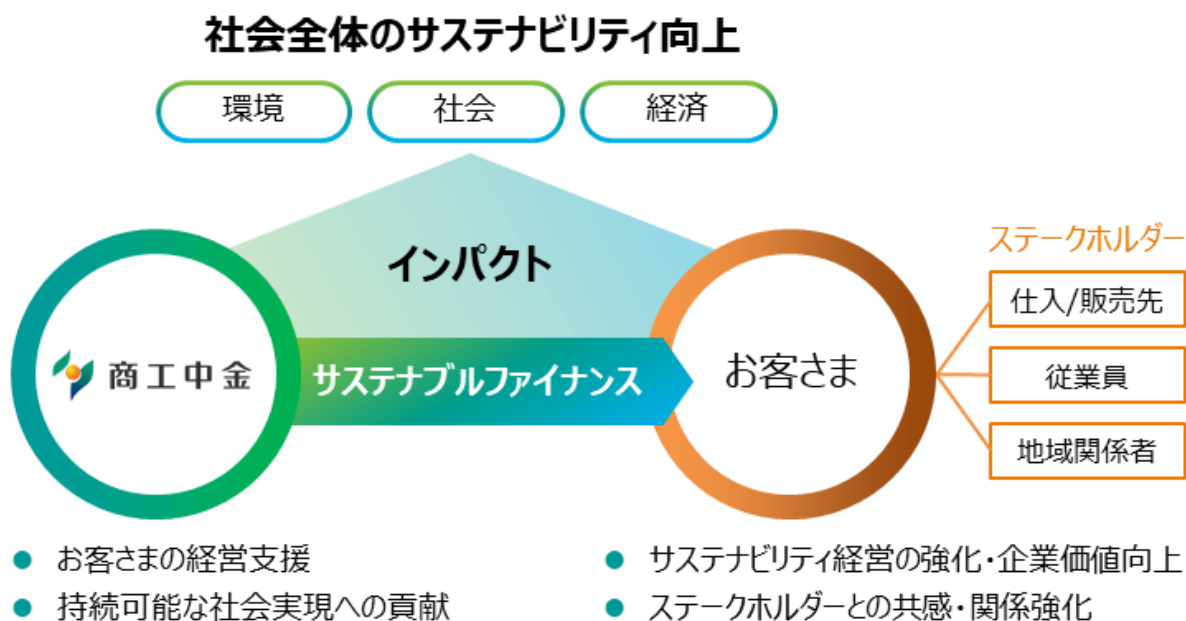 社会全体のサステナビリティ向上
環境
社会
経済
インパクト
商工中金
サステナブルファイナンス
お客さま
ステークホルダー
仕入/販売先
従業員
地域関係者
● お客さまの経営支援
● 持続可能な社会実現への貢献
● サステナビリティ経営の強化・企業価値向上
● ステークホルダーとの共感・関係強化